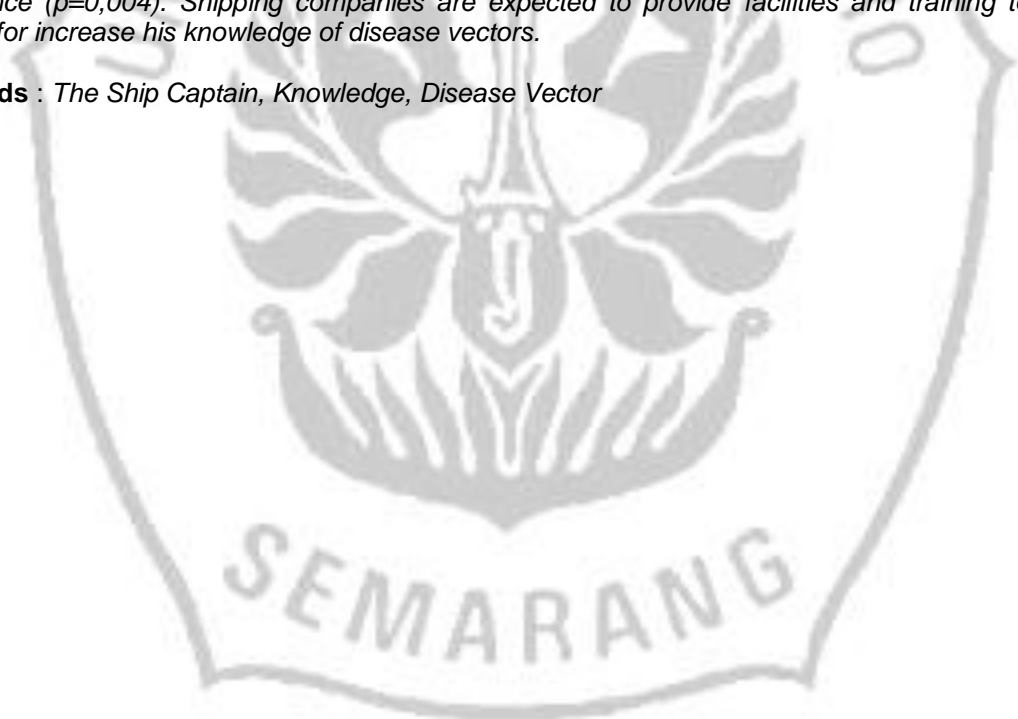 ce (p=0,004). Shipping companies are expected to provide facilities and training to
for increase his knowledge of disease vectors.
ds : The Ship Captain, Knowledge, Disease Vector
SEMARANG